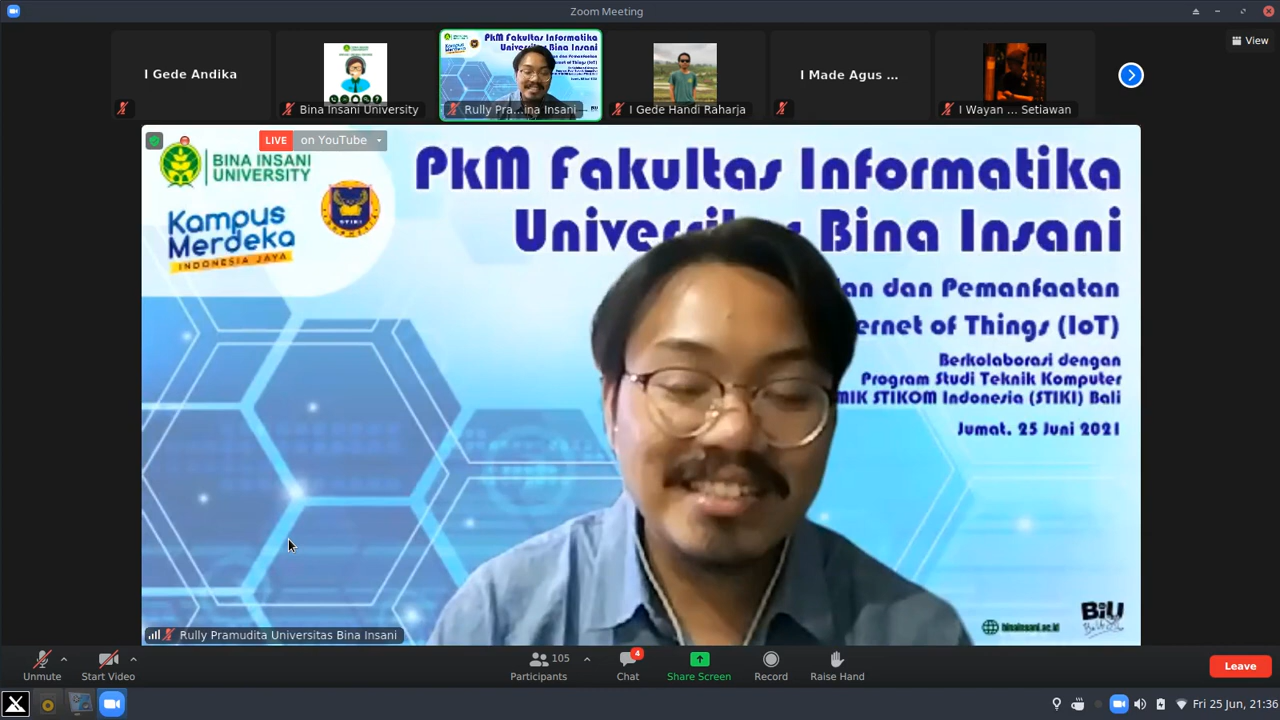 Zoom Meeting
View
I Gede Andika
Bina Insani University
Rully Pra...ina Insani
I Gede Handi Raharja
I Made Agus ...
I Wayan ... Setiawan
LIVE on YouTube
BINA INSANI
UNIVERSITY
Kampus
Merdeka
INDONESIA JAYA
STIKI
PkM Fakultas Informatika
Bina Insani
dan Pemanfaatan
of Things (IoT)
Berkolaborasi dengan
Program Studi Teknik Komputer
STIKOM Indonesia (STIKI) Bali
Jumat, 25 Juni 2021
binainsani.ac.id
BiU
Rully Pramudita Universitas Bina Insani
Unmute
Start Video
105
Participants
4
Chat
Share Screen
Record
Raise Hand
Leave
Fri 25 Jun, 21:36